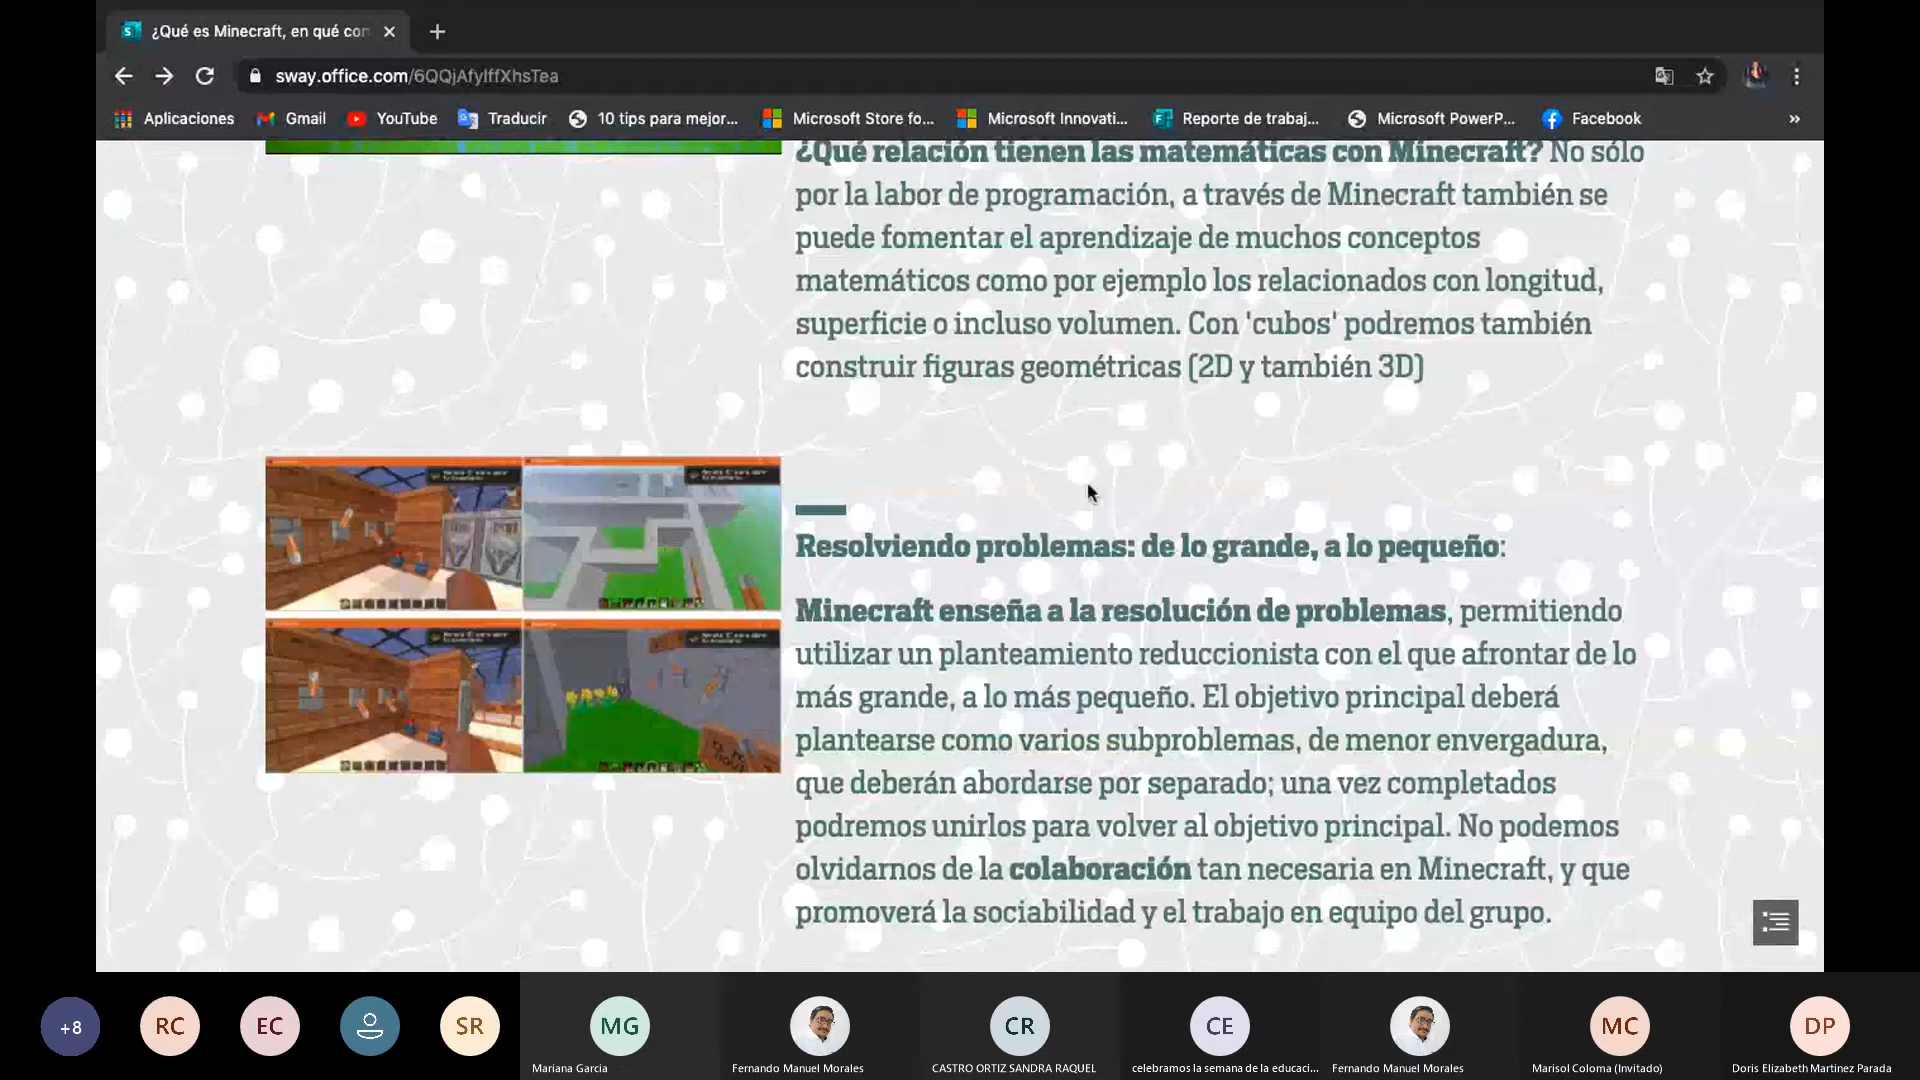 ¿Qué es Minecraft, en qué con
sway.office.com/6QQjAfylffXhsTea
Aplicaciones Gmail YouTube Traducir 10 tips para mejor... Microsoft Store fo... Microsoft Innovati... Reporte de trabaj... Microsoft PowerP... Facebook »
¿Qué relación tienen las matemáticas con Minecraft? No sólo
por la labor de programación, a través de Minecraft también se
puede fomentar el aprendizaje de muchos conceptos
matemáticos como por ejemplo los relacionados con longitud,
superficie o incluso volumen. Con 'cubos' podremos también
construir figuras geométricas (2D y también 3D)
Resolviendo problemas: de lo grande, a lo pequeño:
Minecraft enseña a la resolución de problemas, permitiendo
utilizar un planteamiento reduccionista con el que afrontar de lo
más grande, a lo más pequeño. El objetivo principal deberá
plantearse como varios subproblemas, de menor envergadura,
que deberán abordarse por separado; una vez completados
podremos unirlos para volver al objetivo principal. No podemos
olvidarnos de la colaboración tan necesaria en Minecraft, y que
promoverá la sociabilidad y el trabajo en equipo del grupo.
+8 RC EC SR MG CR CE MC DP
Mariana Garcia Fernando Manuel Morales CASTRO ORTIZ SANDRA RAQUEL celebramos la semana de la educaci... Fernando Manuel Morales Marisol Coloma (Invitado) Doris Elizabeth Martinez Parada